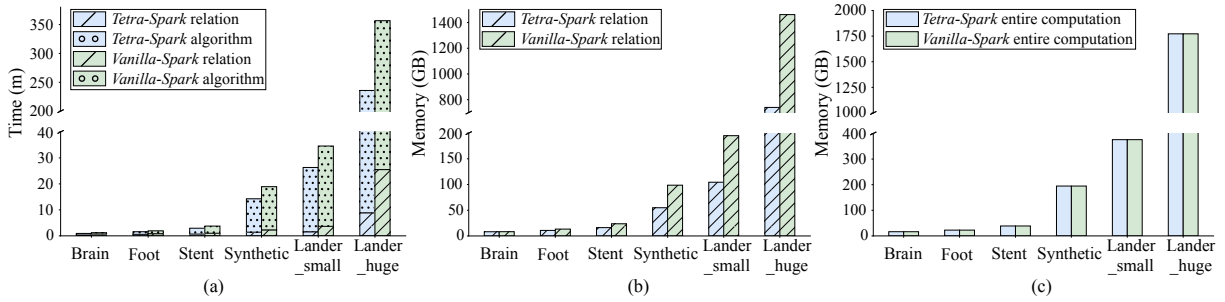 Time (m)
350
300
250
200
40
30
20
10
0
Tetra-Spark relation
Tetra-Spark algorithm
Vanilla-Spark relation
Vanilla-Spark algorithm
Brain
Foot
Stent
Synthetic
Lander
_small
Lander
_huge
(a)
Memory (GB)
1400
1200
1000
800
200
150
100
50
0
Tetra-Spark relation
Vanilla-Spark relation
Brain
Foot
Stent
Synthetic
Lander
_small
Lander
_huge
(b)
Memory (GB)
2000
1750
1500
1250
1000
400
300
200
100
0
Tetra-Spark entire computation
Vanilla-Spark entire computation
Brain
Foot
Stent
Synthetic
Lander
_small
Lander
_huge
(c)